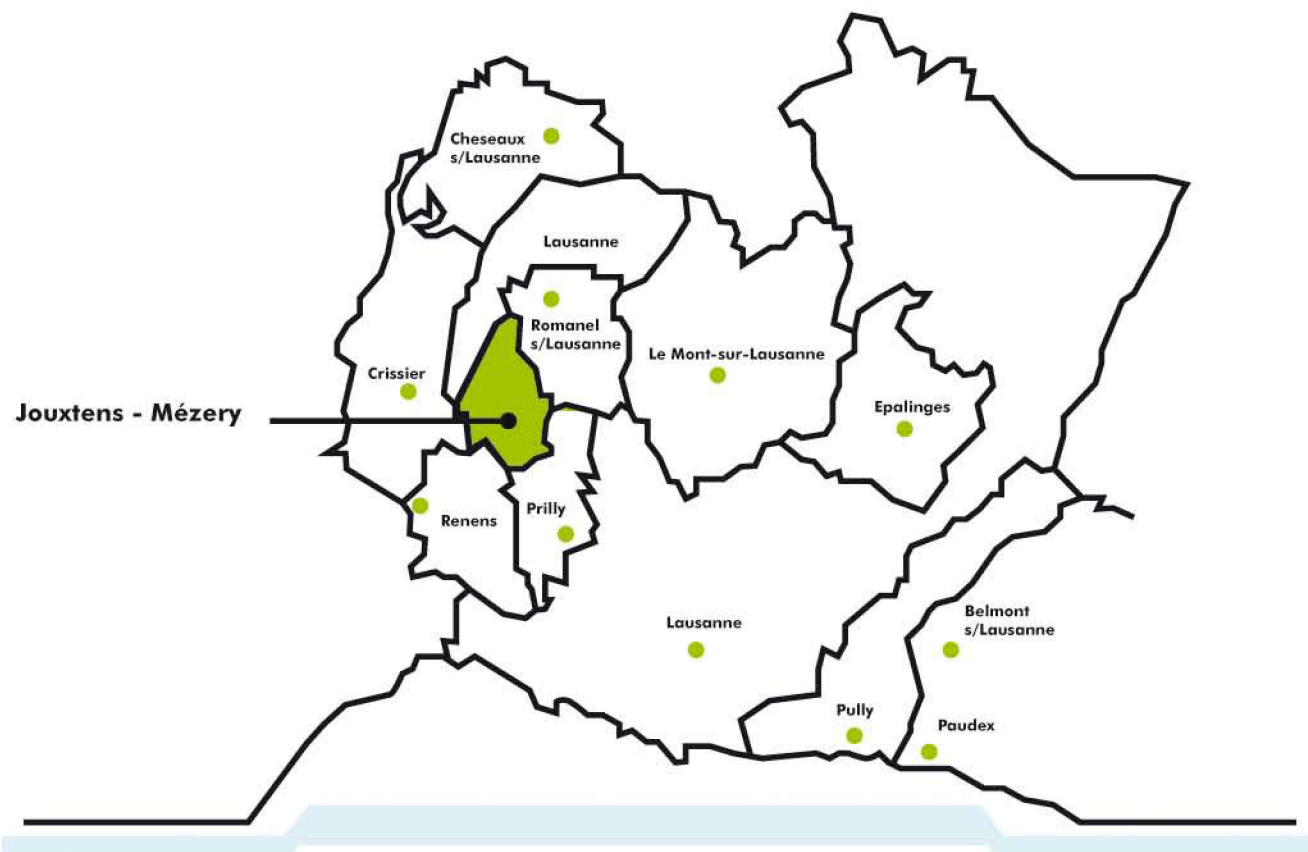 Cheseaux
s/Lausanne
Lausanne
Romanel
s/Lausanne
Le Mont-sur-Lausanne
Crissier
Jouxtens - Mézery
Epalinges
Renens
Prilly
Lausanne
Belmont
s/Lausanne
Pully
Paudex